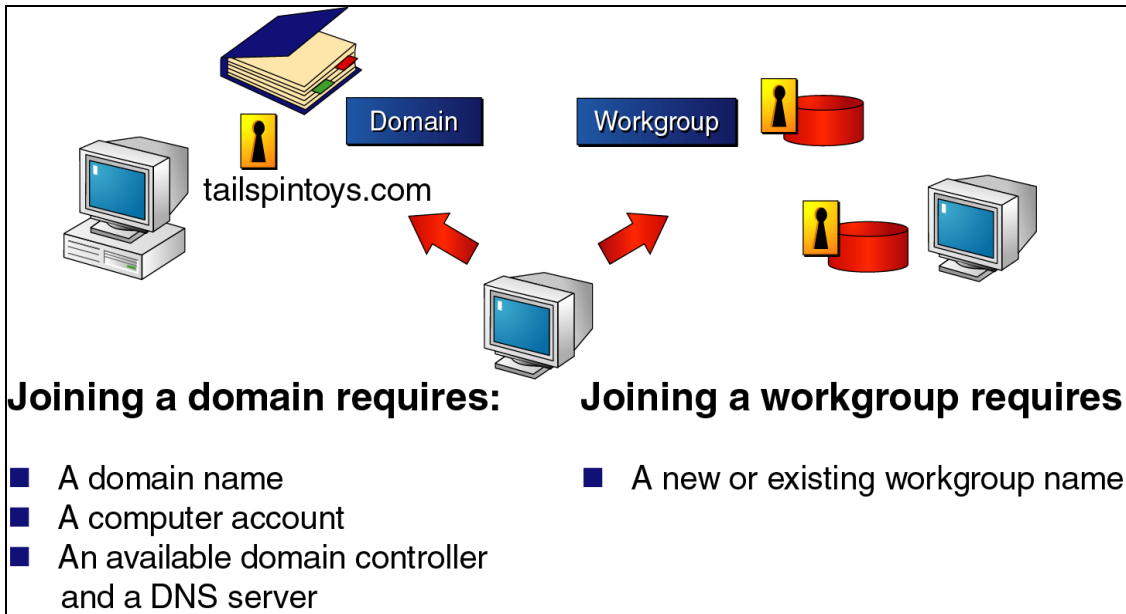 Domain
Workgroup
tailspintoys.com
Joining a domain requires:
A domain name
A computer account
An available domain controller
and a DNS server
Joining a workgroup requires
A new or existing workgroup name